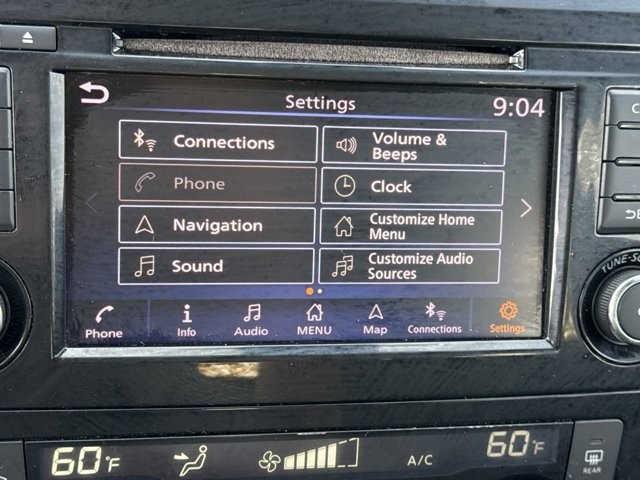 Settings
9:04
Connections
Volume &
Beeps
Phone
Clock
Navigation
Customize Home
Menu
Sound
Customize Audio
Sources
Phone
Info
Audio
MENU
Map
Connections
Settings
TUNE-S
60°F
A/C
60°F
REAR